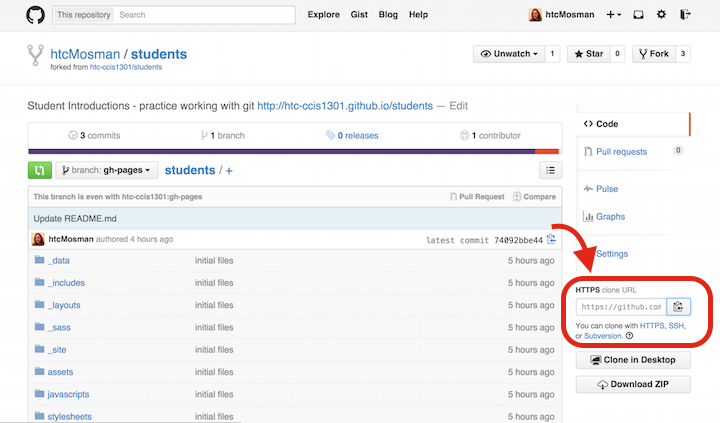 This repository Search Explore Gist Blog Help htcMosman
htcMosman / students
forked from htc-ccis1301/students
Unwatch 1 Star 0 Fork 3
Student Introductions - practice working with git http://htc-ccis1301.github.io/students — Edit
3 commits 1 branch 0 releases 1 contributor
branch: gh-pages students / +
This branch is even with htc-ccis1301:gh-pages Pull Request Compare
Update README.md
htcMosman authored 4 hours ago latest commit 74092bbe44
_data initial files 5 hours ago
_includes initial files 5 hours ago
_layouts initial files 5 hours ago
_sass initial files 5 hours ago
_site initial files 5 hours ago
assets initial files 5 hours ago
javascripts initial files 5 hours ago
stylesheets initial files 5 hours ago
Code
Pull requests 0
Pulse
Graphs
Settings
HTTPS clone URL
https://github.com
You can clone with HTTPS, SSH,
or Subversion.
Clone in Desktop
Download ZIP